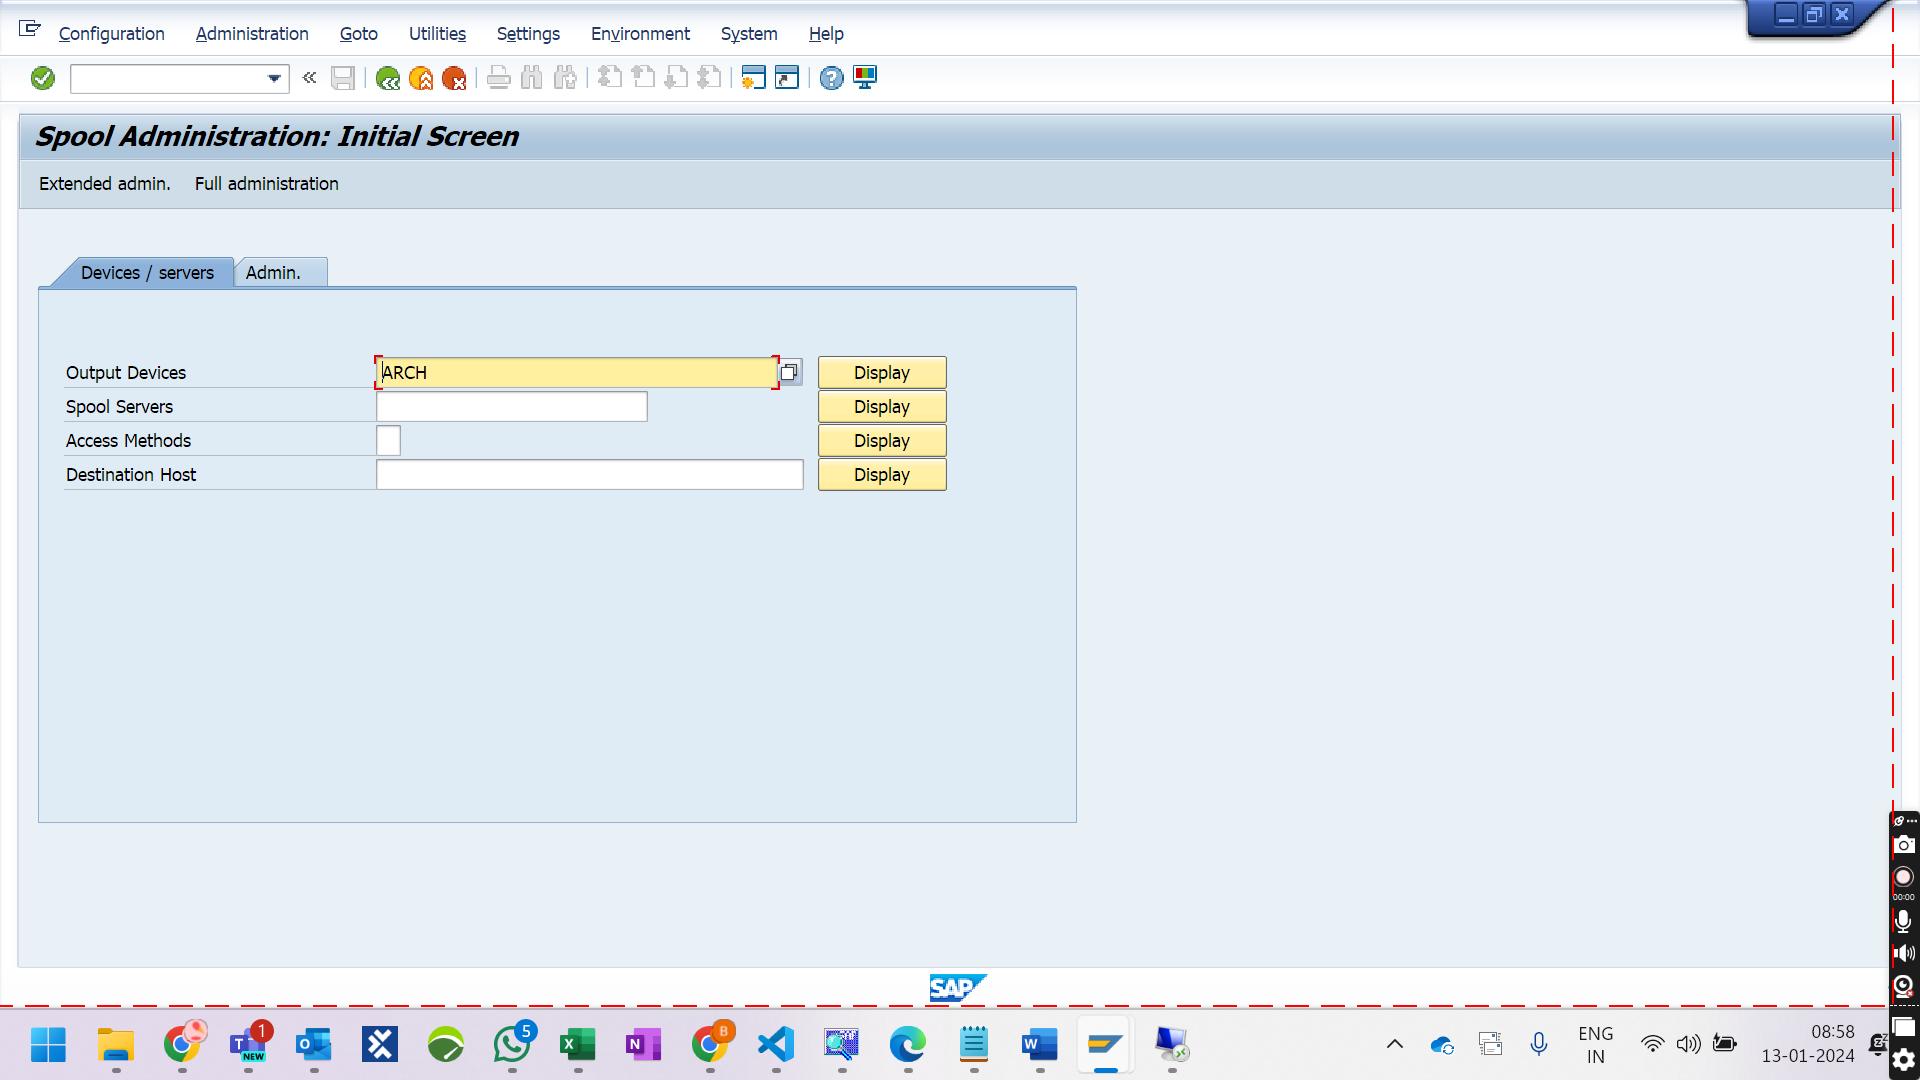 Configuration Administration Goto Utilities Settings Environment System Help
Spool Administration: Initial Screen
Extended admin. Full administration
Devices / servers Admin.
Output Devices ARCH Display
Spool Servers Display
Access Methods Display
Destination Host Display
00:00
SAP
1
NEW
5
B
ENG
IN
08:58
13-01-2024